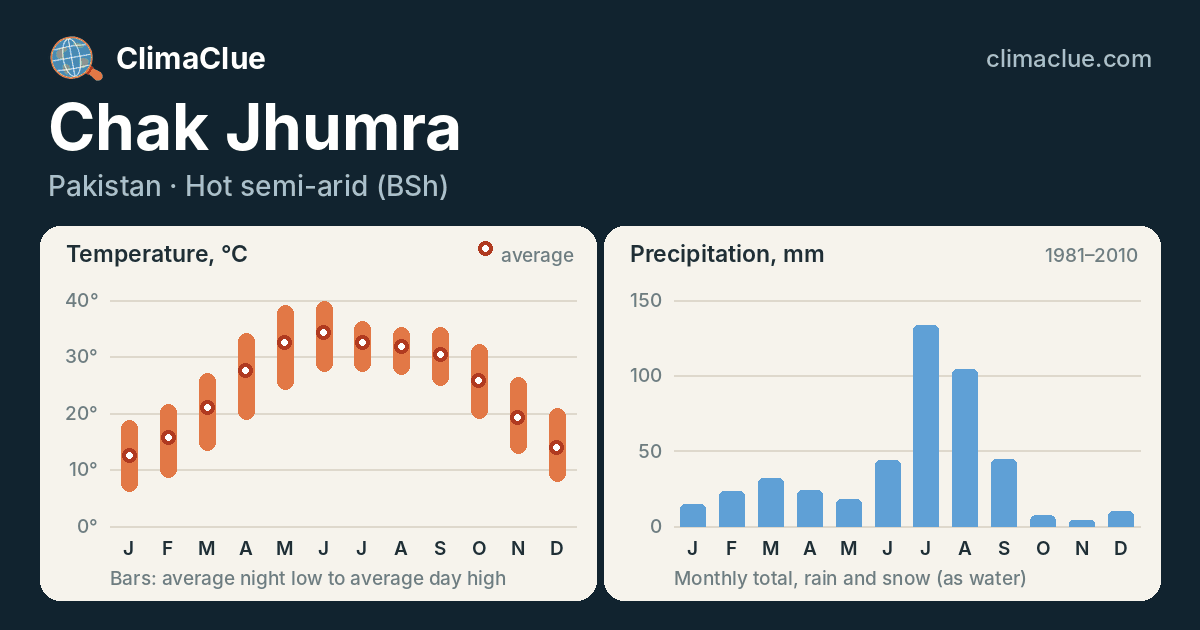 ClimaClue
climaclue.com
Chak Jhumra
Pakistan · Hot semi-arid (BSh)
Temperature, °C
average
40°
30°
20°
10°
0°
J F M A M J J A S O N D
Bars: average night low to average day high
Precipitation, mm
1981–2010
150
100
50
0
J F M A M J J A S O N D
Monthly total, rain and snow (as water)